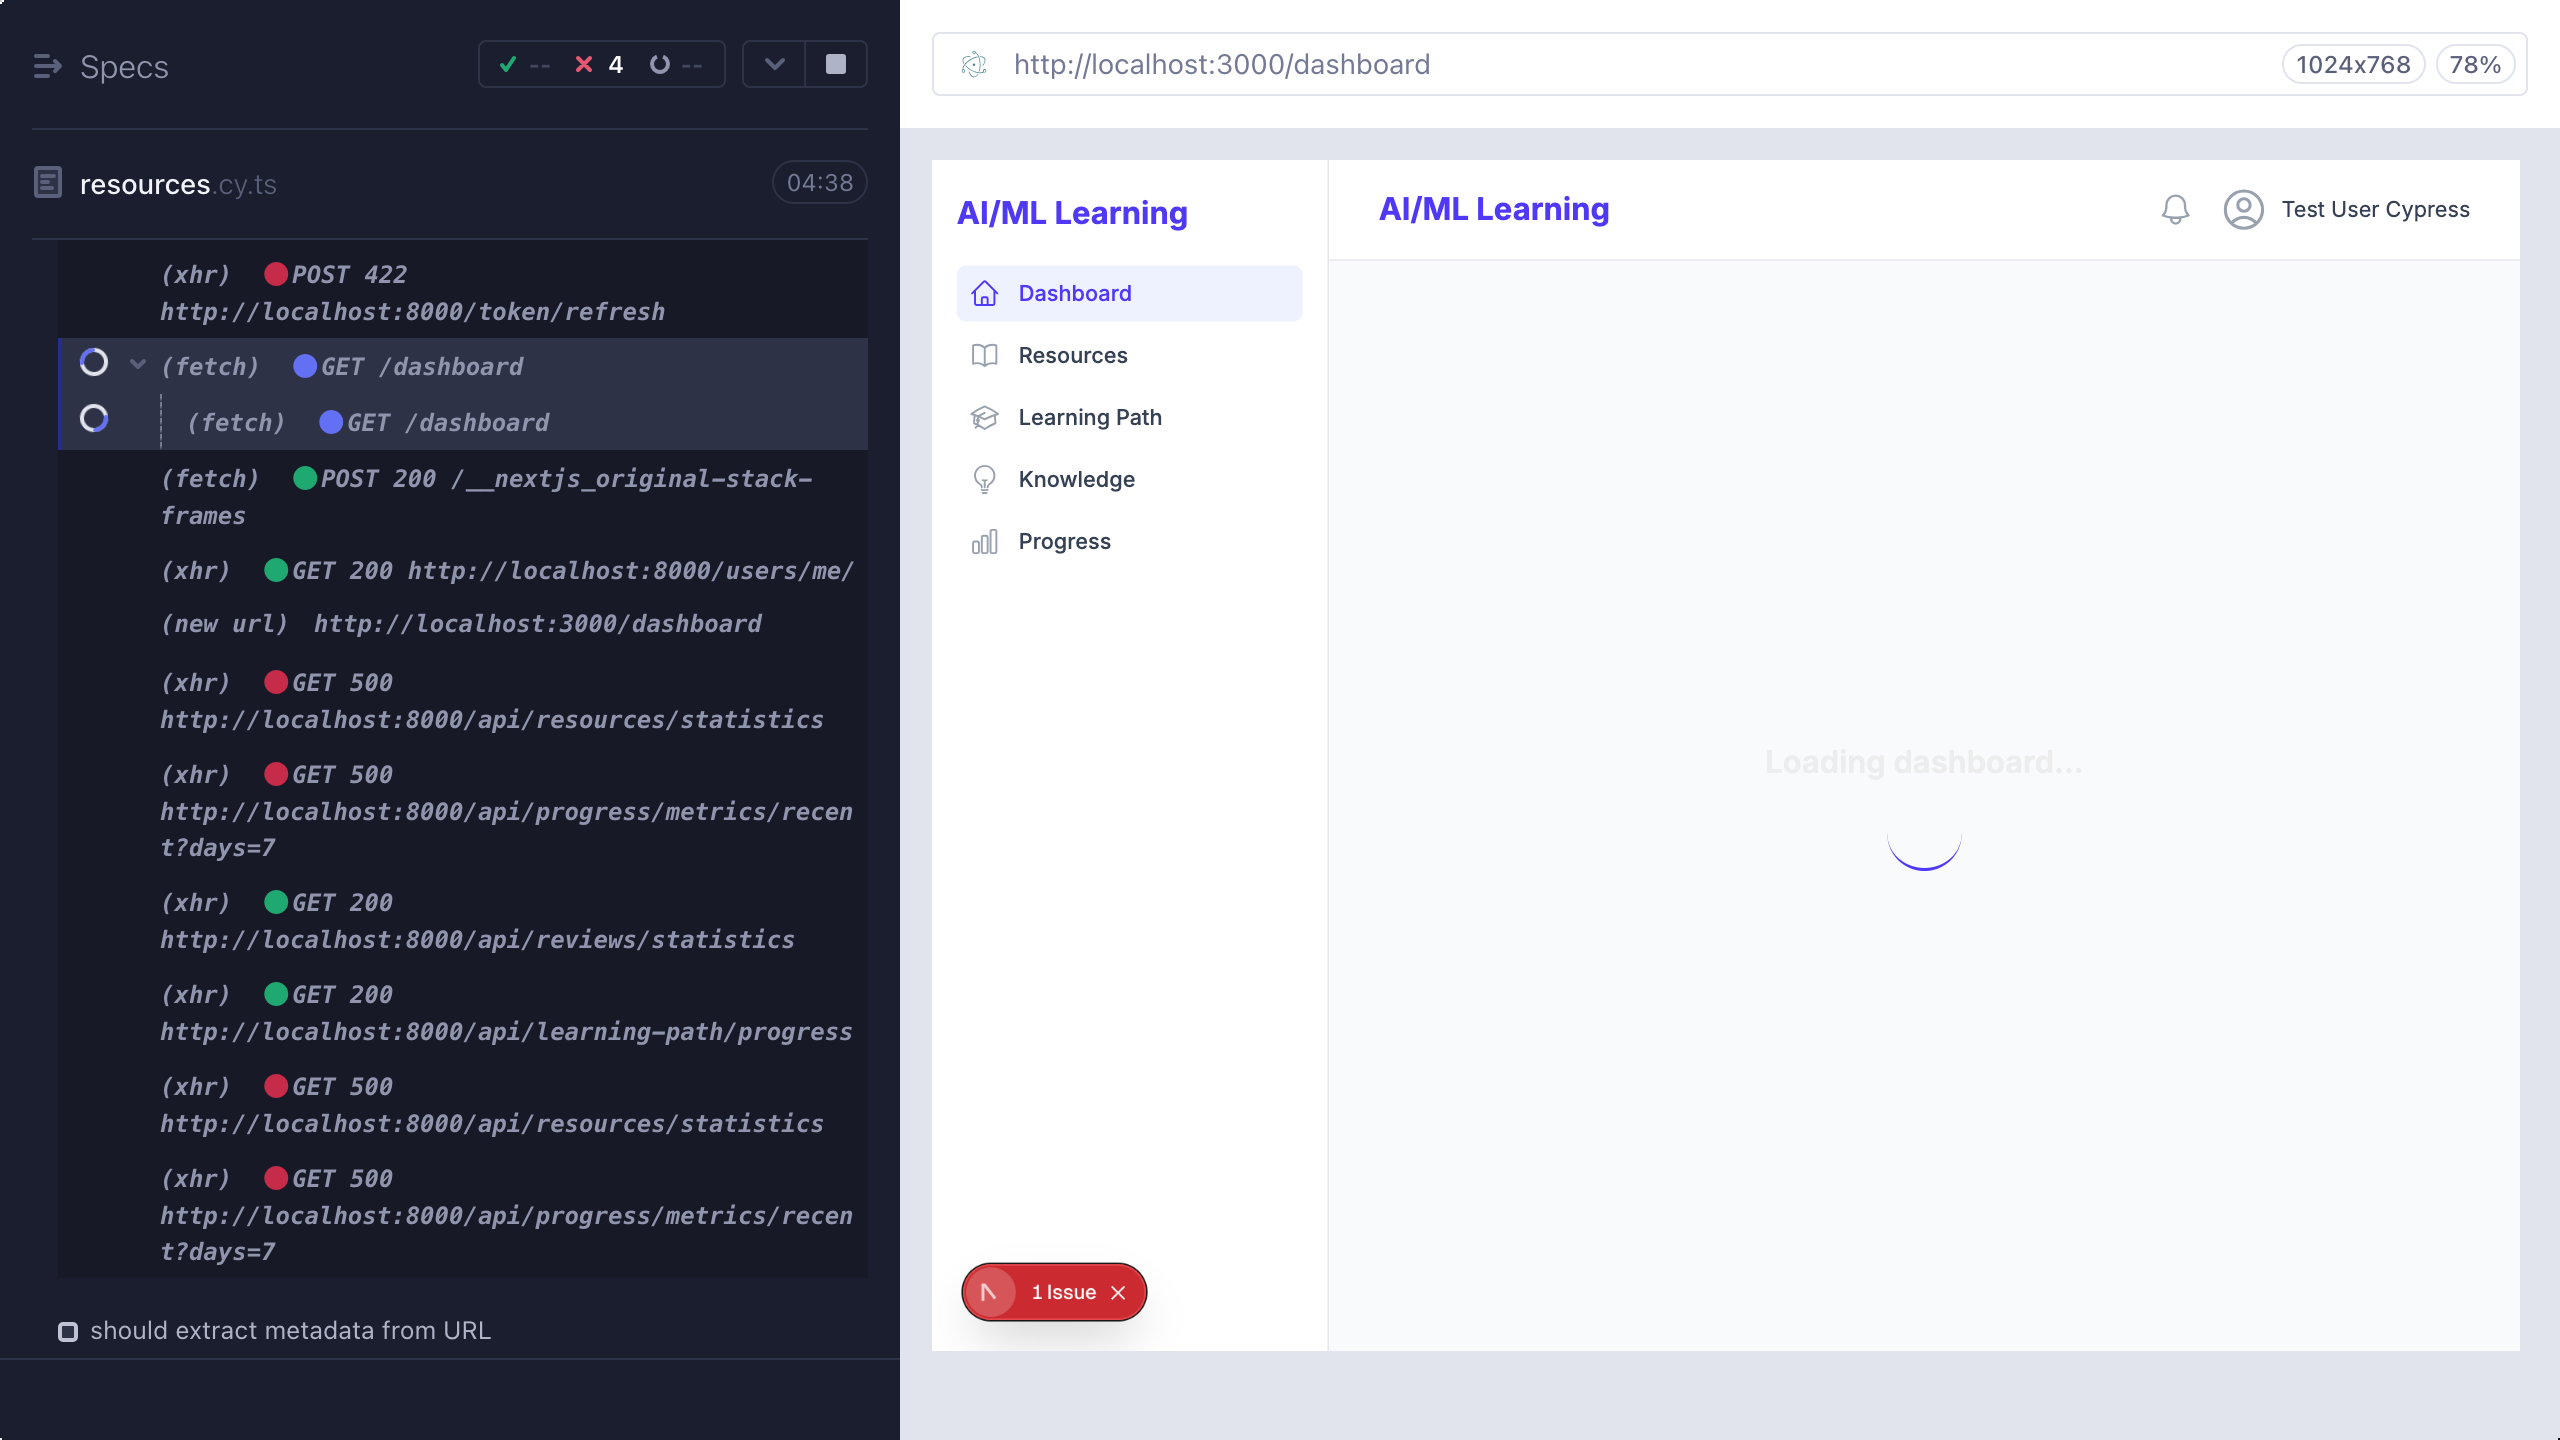 Specs
-- 4 --
resources.cy.ts 04:38
(xhr) POST 422
http://localhost:8000/token/refresh
(fetch) GET /dashboard
(fetch) GET /dashboard
(fetch) POST 200 /__nextjs_original-stack-
frames
(xhr) GET 200 http://localhost:8000/users/me/
(new url) http://localhost:3000/dashboard
(xhr) GET 500
http://localhost:8000/api/resources/statistics
(xhr) GET 500
http://localhost:8000/api/progress/metrics/recen
t?days=7
(xhr) GET 200
http://localhost:8000/api/reviews/statistics
(xhr) GET 200
http://localhost:8000/api/learning-path/progress
(xhr) GET 500
http://localhost:8000/api/resources/statistics
(xhr) GET 500
http://localhost:8000/api/progress/metrics/recen
t?days=7
should extract metadata from URL
http://localhost:3000/dashboard
1024x768 78%
AI/ML Learning
Dashboard
Resources
Learning Path
Knowledge
Progress
1 Issue
AI/ML Learning
Test User Cypress
Loading dashboard...